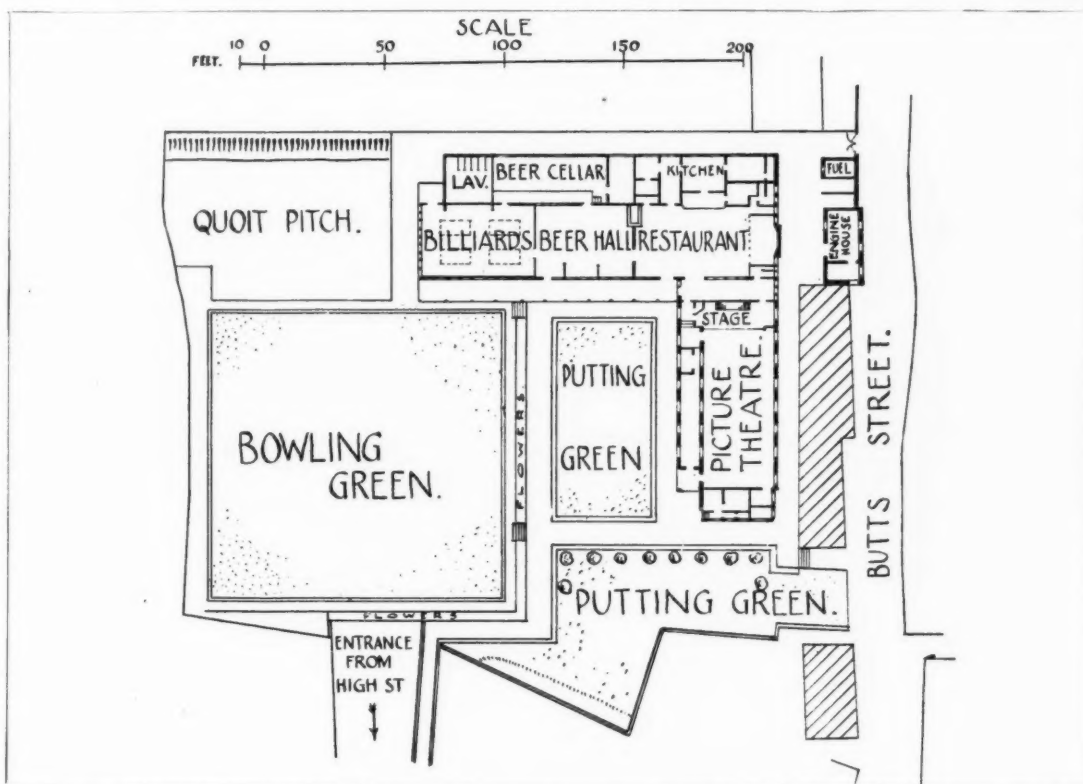 SCALE
10 0 50 100 150 200
FEET.
QUOIT PITCH.
LAV.
BEER CELLAR
KITCHEN
FUEL
ENGINE
HOUSE
BILLIARDS
BEER HALL
RESTAURANT
STAGE
PICTURE
THEATRE.
PUTTING
GREEN
FLOWERS
BOWLING
GREEN.
BUTTS STREET.
PUTTING GREEN.
FLOWERS
ENTRANCE
FROM
HIGH ST